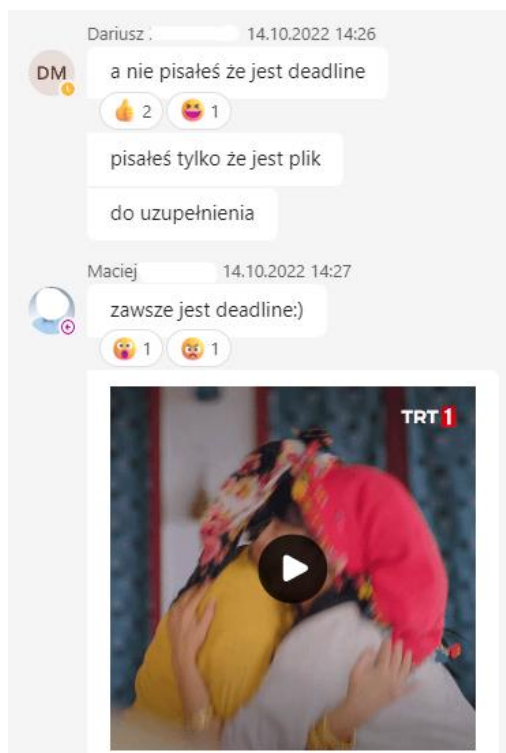 Dariusz 14.10.2022 14:26
DM
a nie pisałeś że jest deadline
2 1
pisałeś tylko że jest plik
do uzupełnienia
Maciej 14.10.2022 14:27
zawsze jest deadline:)
1 1
TRT 1